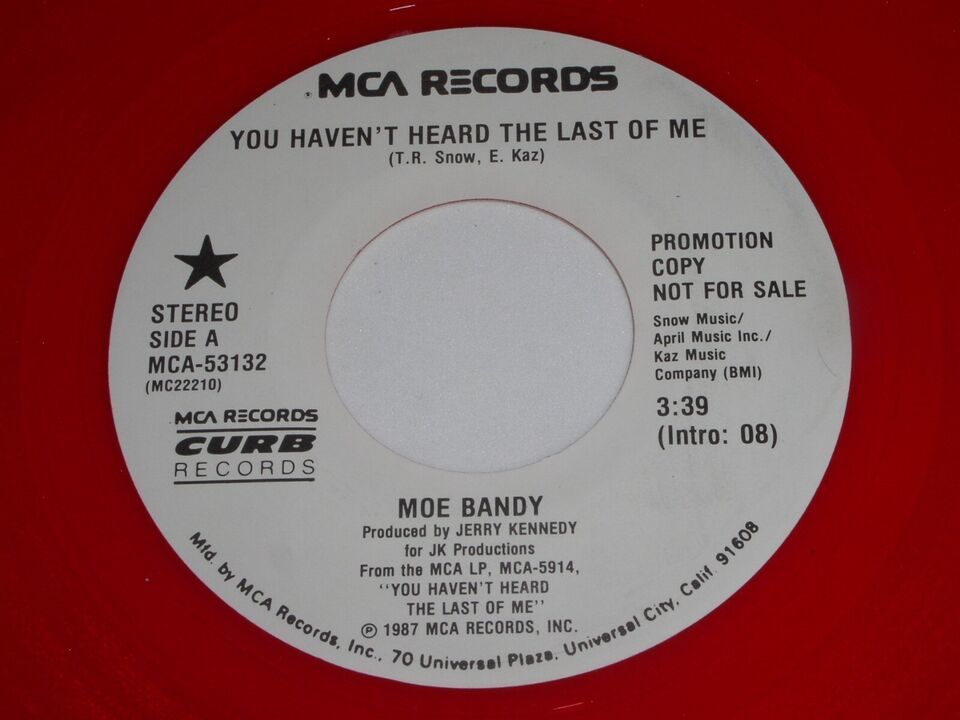 MCA RECORDS
YOU HAVEN'T HEARD THE LAST OF ME
(T.R. Snow, E. Kaz)
STEREO
SIDE A
MCA-53132
(MC22210)
MCA RECORDS
CURB
RECORDS
PROMOTION
COPY
NOT FOR SALE
Snow Music/
April Music Inc./
Kaz Music
Company (BMI)
3:39
(Intro: 08)
MOE BANDY
Produced by JERRY KENNEDY
for JK Productions
From the MCA LP, MCA-5914,
"YOU HAVEN'T HEARD
THE LAST OF ME"
Ⓟ 1987 MCA RECORDS, INC.
Mfd. by MCA Records, Inc., 70 Universal Plaza, Universal City, Calif. 91608